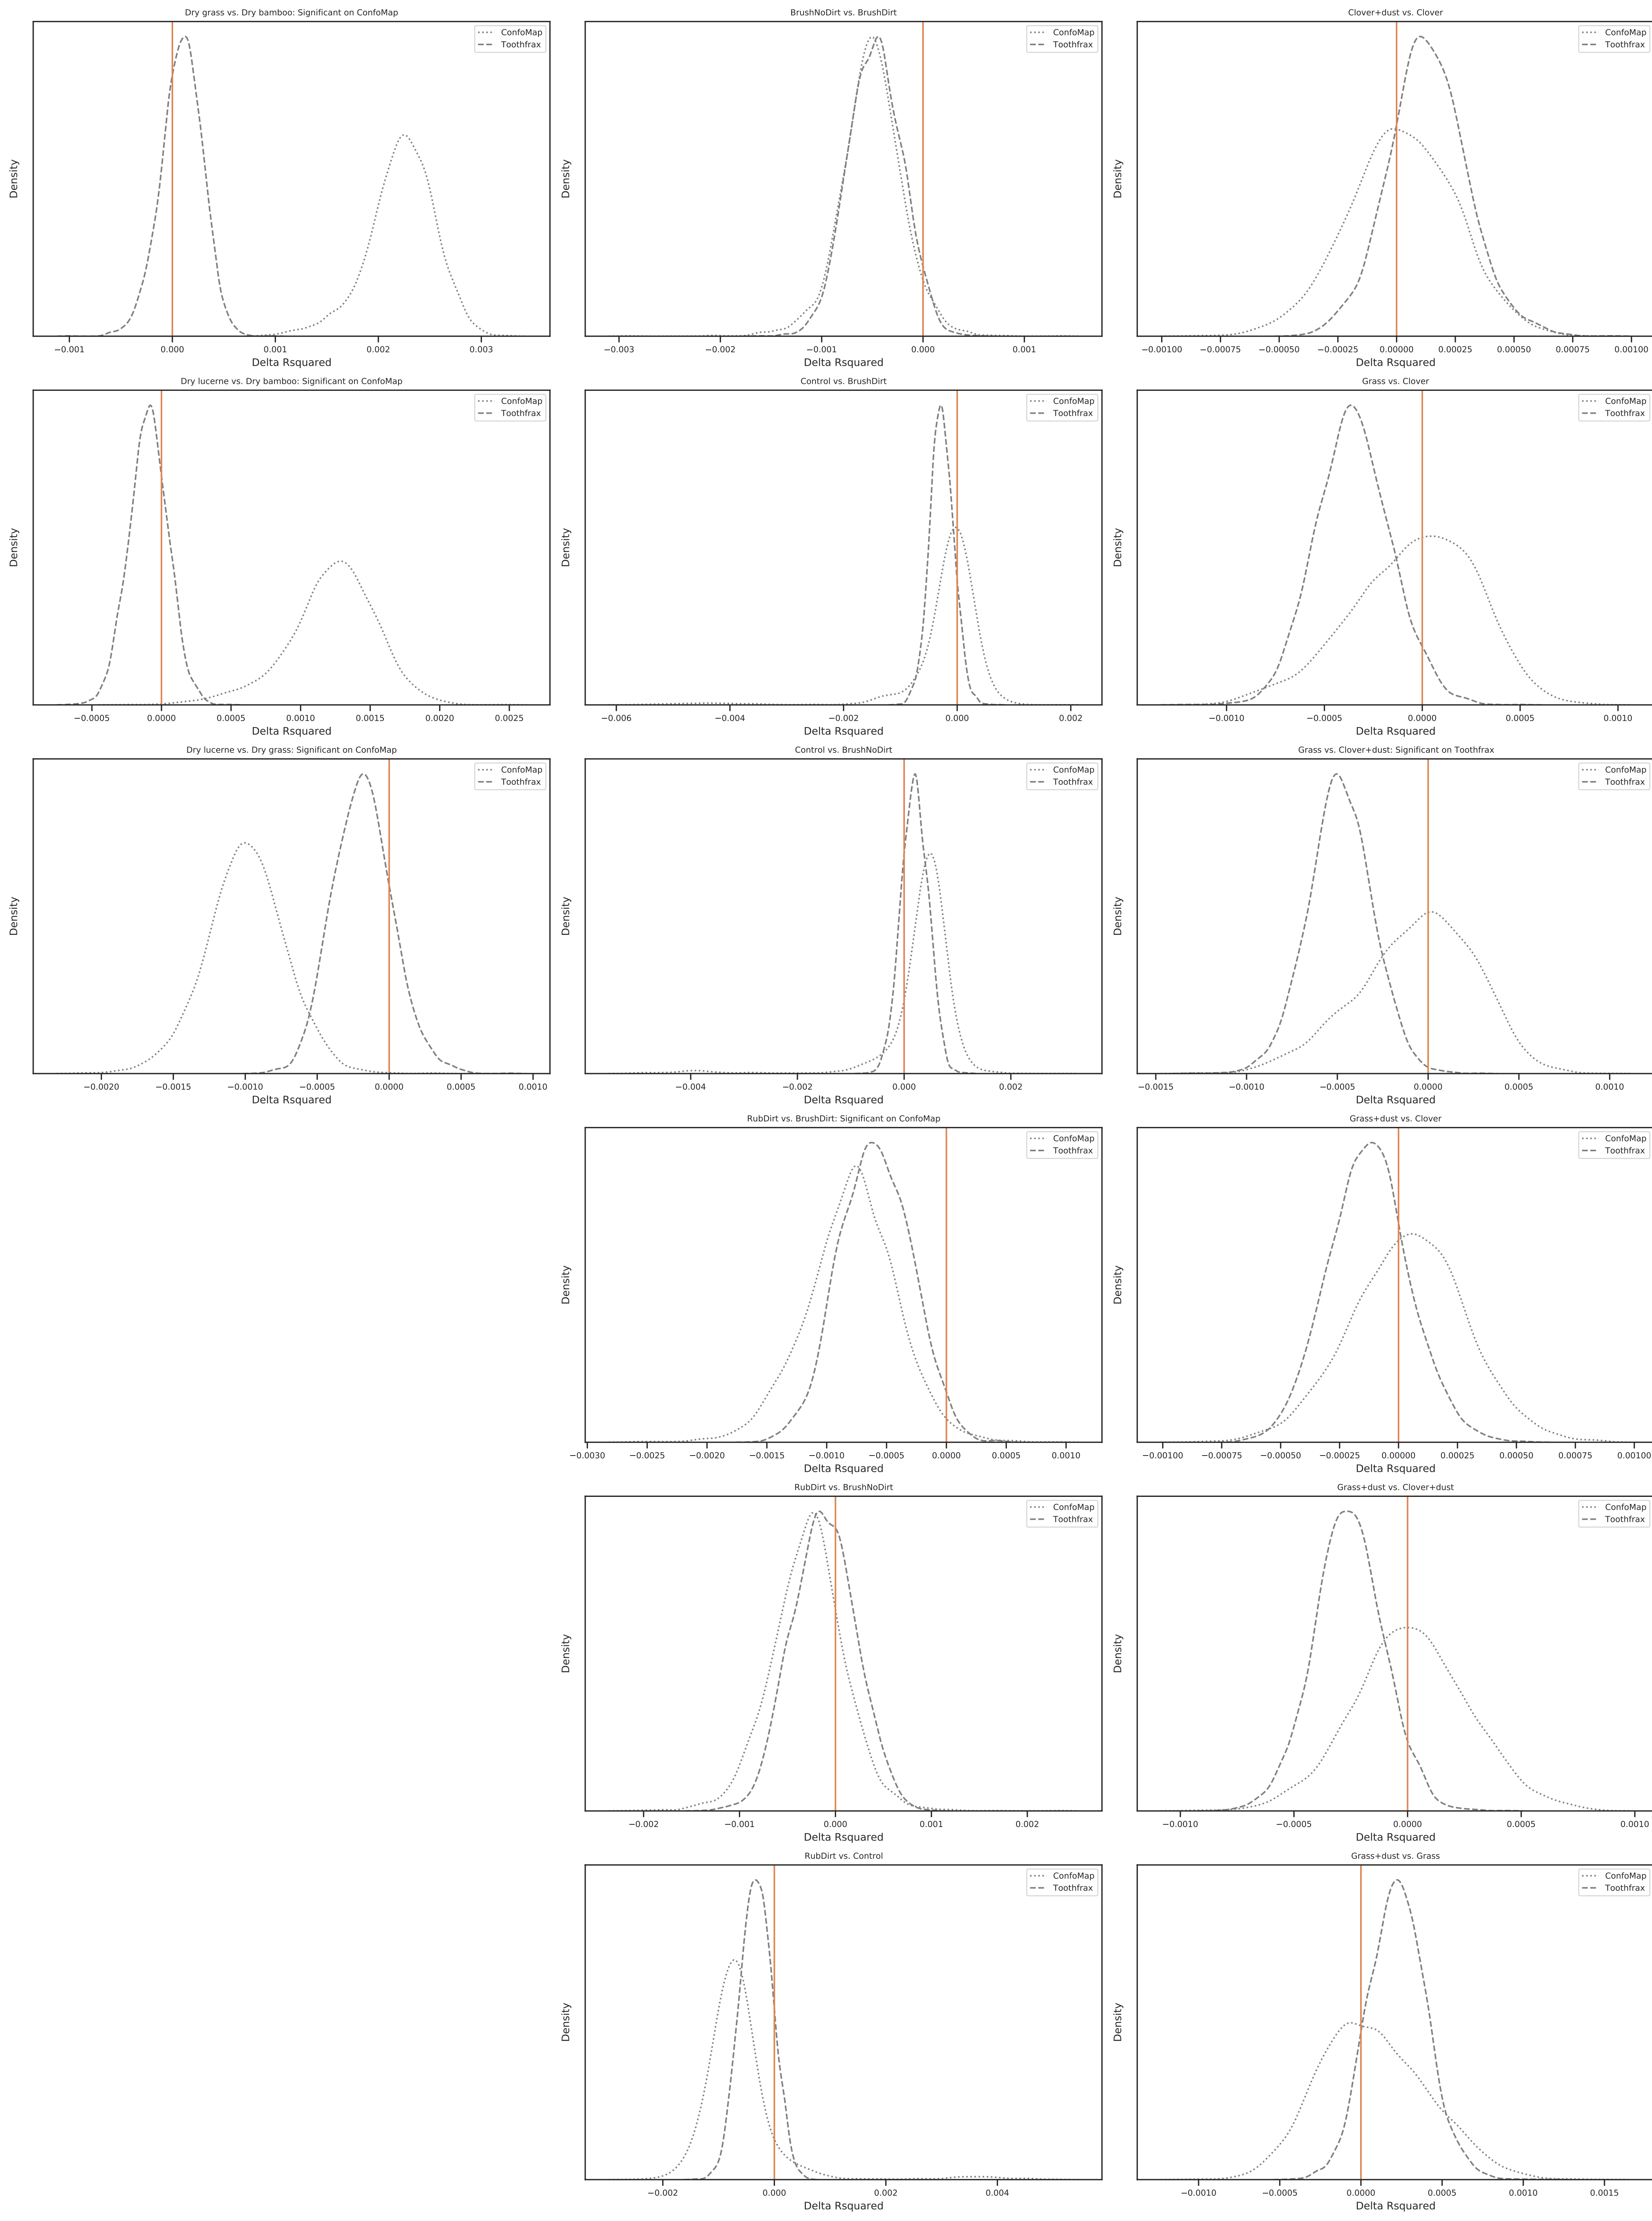 Dry grass vs. Dry bamboo: Significant on ConfoMap
ConfoMap
Toothfrax
Density
−0.001 0.000 0.001 0.002 0.003
Delta Rsquared
BrushNoDirt vs. BrushDirt
ConfoMap
Toothfrax
Density
−0.003 −0.002 −0.001 0.000 0.001
Delta Rsquared
Clover+dust vs. Clover
ConfoMap
Toothfrax
Density
−0.00100 −0.00075 −0.00050 −0.00025 0.00000 0.00025 0.00050 0.00075 0.00100
Delta Rsquared
Dry lucerne vs. Dry bamboo: Significant on ConfoMap
ConfoMap
Toothfrax
Density
−0.0005 0.0000 0.0005 0.0010 0.0015 0.0020 0.0025
Delta Rsquared
Control vs. BrushDirt
ConfoMap
Toothfrax
Density
−0.006 −0.004 −0.002 0.000 0.002
Delta Rsquared
Grass vs. Clover
ConfoMap
Toothfrax
Density
−0.0010 −0.0005 0.0000 0.0005 0.0010
Delta Rsquared
Dry lucerne vs. Dry grass: Significant on ConfoMap
ConfoMap
Toothfrax
Density
−0.0020 −0.0015 −0.0010 −0.0005 0.0000 0.0005 0.0010
Delta Rsquared
Control vs. BrushNoDirt
ConfoMap
Toothfrax
Density
−0.004 −0.002 0.000 0.002
Delta Rsquared
Grass vs. Clover+dust: Significant on Toothfrax
ConfoMap
Toothfrax
Density
−0.0015 −0.0010 −0.0005 0.0000 0.0005 0.0010
Delta Rsquared
RubDirt vs. BrushDirt: Significant on ConfoMap
ConfoMap
Toothfrax
Density
−0.0030 −0.0025 −0.0020 −0.0015 −0.0010 −0.0005 0.0000 0.0005 0.0010
Delta Rsquared
Grass+dust vs. Clover
ConfoMap
Toothfrax
Density
−0.00100 −0.00075 −0.00050 −0.00025 0.00000 0.00025 0.00050 0.00075 0.00100
Delta Rsquared
RubDirt vs. BrushNoDirt
ConfoMap
Toothfrax
Density
−0.002 −0.001 0.000 0.001 0.002
Delta Rsquared
Grass+dust vs. Clover+dust
ConfoMap
Toothfrax
Density
−0.0010 −0.0005 0.0000 0.0005 0.0010
Delta Rsquared
RubDirt vs. Control
ConfoMap
Toothfrax
Density
−0.002 0.000 0.002 0.004
Delta Rsquared
Grass+dust vs. Grass
ConfoMap
Toothfrax
Density
−0.0010 −0.0005 0.0000 0.0005 0.0010 0.0015
Delta Rsquared